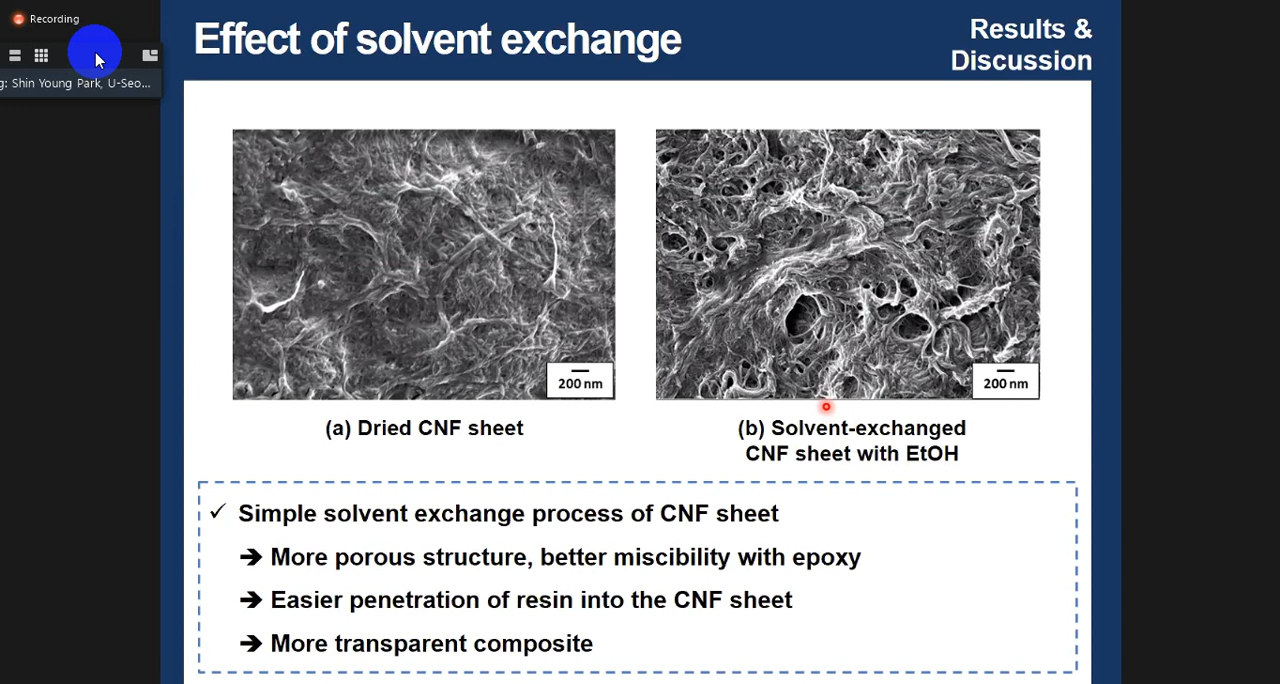 Recording
g: Shin Young Park, U-Seo...
Effect of solvent exchange
Results &
Discussion
200 nm
200 nm
(a) Dried CNF sheet
(b) Solvent-exchanged
CNF sheet with EtOH
✓ Simple solvent exchange process of CNF sheet
➔ More porous structure, better miscibility with epoxy
➔ Easier penetration of resin into the CNF sheet
➔ More transparent composite